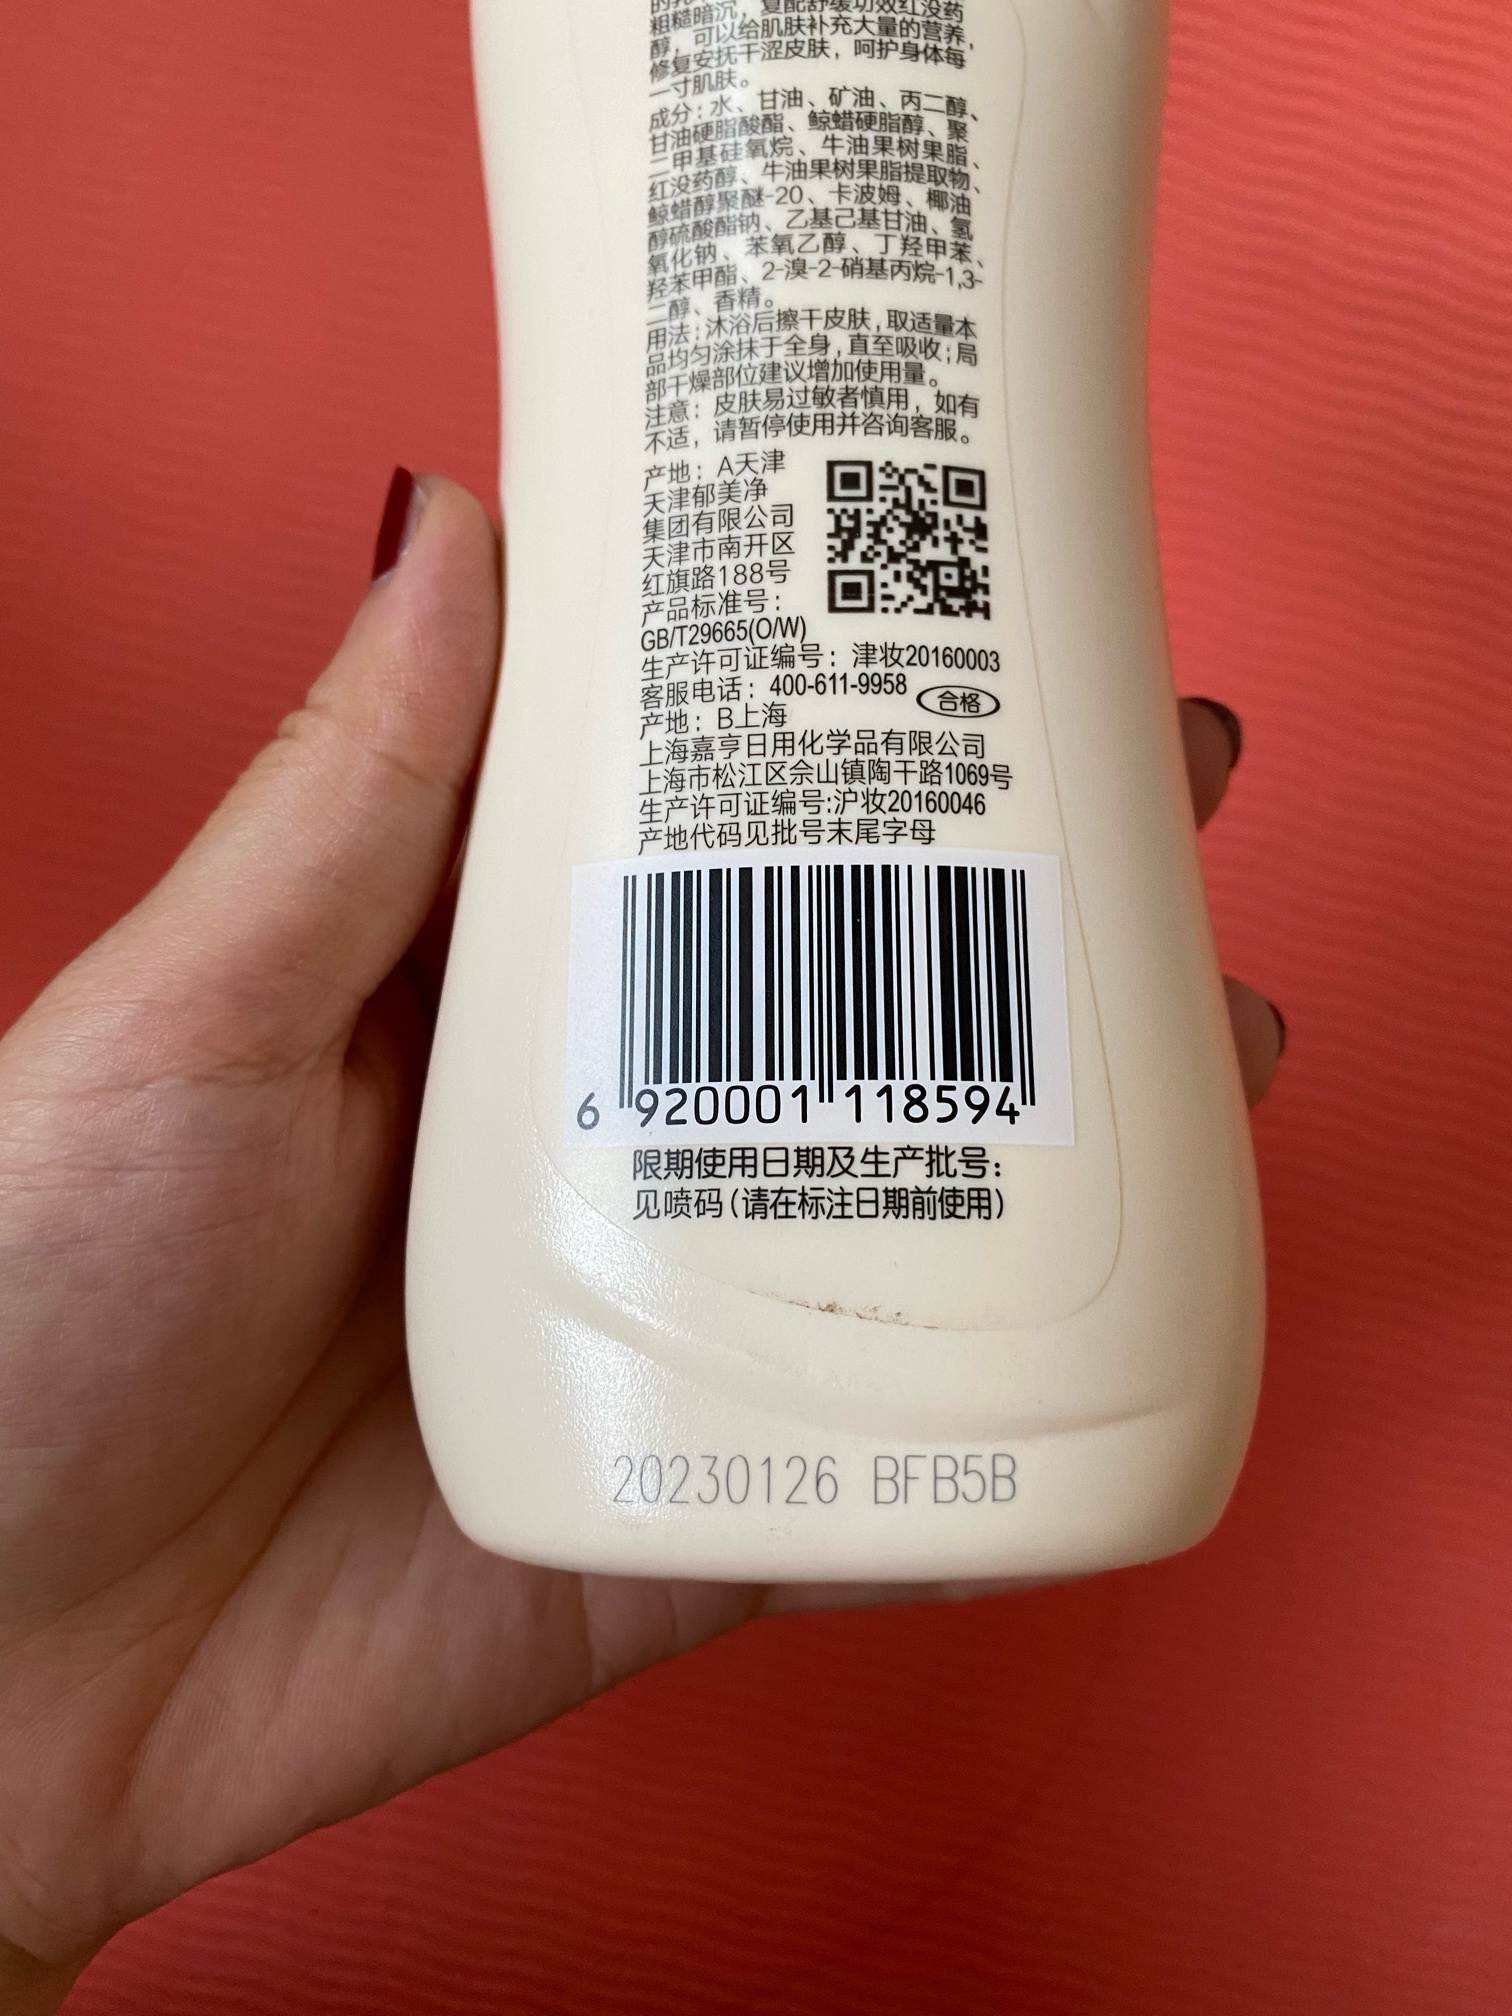 粗糙暗沉，复配舒缓功效红没药
醇，可以给肌肤补充大量的营养，
修复安抚干涩皮肤，呵护身体每
一寸肌肤。
成分：水、甘油、矿油、丙二醇、
甘油硬脂酸酯、鲸蜡硬脂醇、聚
二甲基硅氧烷、牛油果树果脂、
红没药醇、牛油果树果脂提取物、
鲸蜡醇聚醚-20、卡波姆、椰油
醇硫酸酯钠、乙基己基甘油、氢
氧化钠、苯氧乙醇、丁羟甲苯、
羟苯甲酯、2-溴-2-硝基丙烷-1,3-
二醇、香精。
用法：沐浴后擦干皮肤，取适量本
品均匀涂抹于全身，直至吸收；局
部干燥部位建议增加使用量。
注意：皮肤易过敏者慎用，如有
不适，请暂停使用并咨询客服。
产地：A天津
天津郁美净
集团有限公司
天津市南开区
红旗路188号
产品标准号：
GB/T29665(O/W)
生产许可证编号：津妆20160003
客服电话：400-611-9958 合格
产地：B上海
上海嘉亨日用化学品有限公司
上海市松江区佘山镇陶干路1069号
生产许可证编号:沪妆20160046
产地代码见批号末尾字母
6 920001 118594
限期使用日期及生产批号：
见喷码(请在标注日期前使用)
20230126 BFB5B